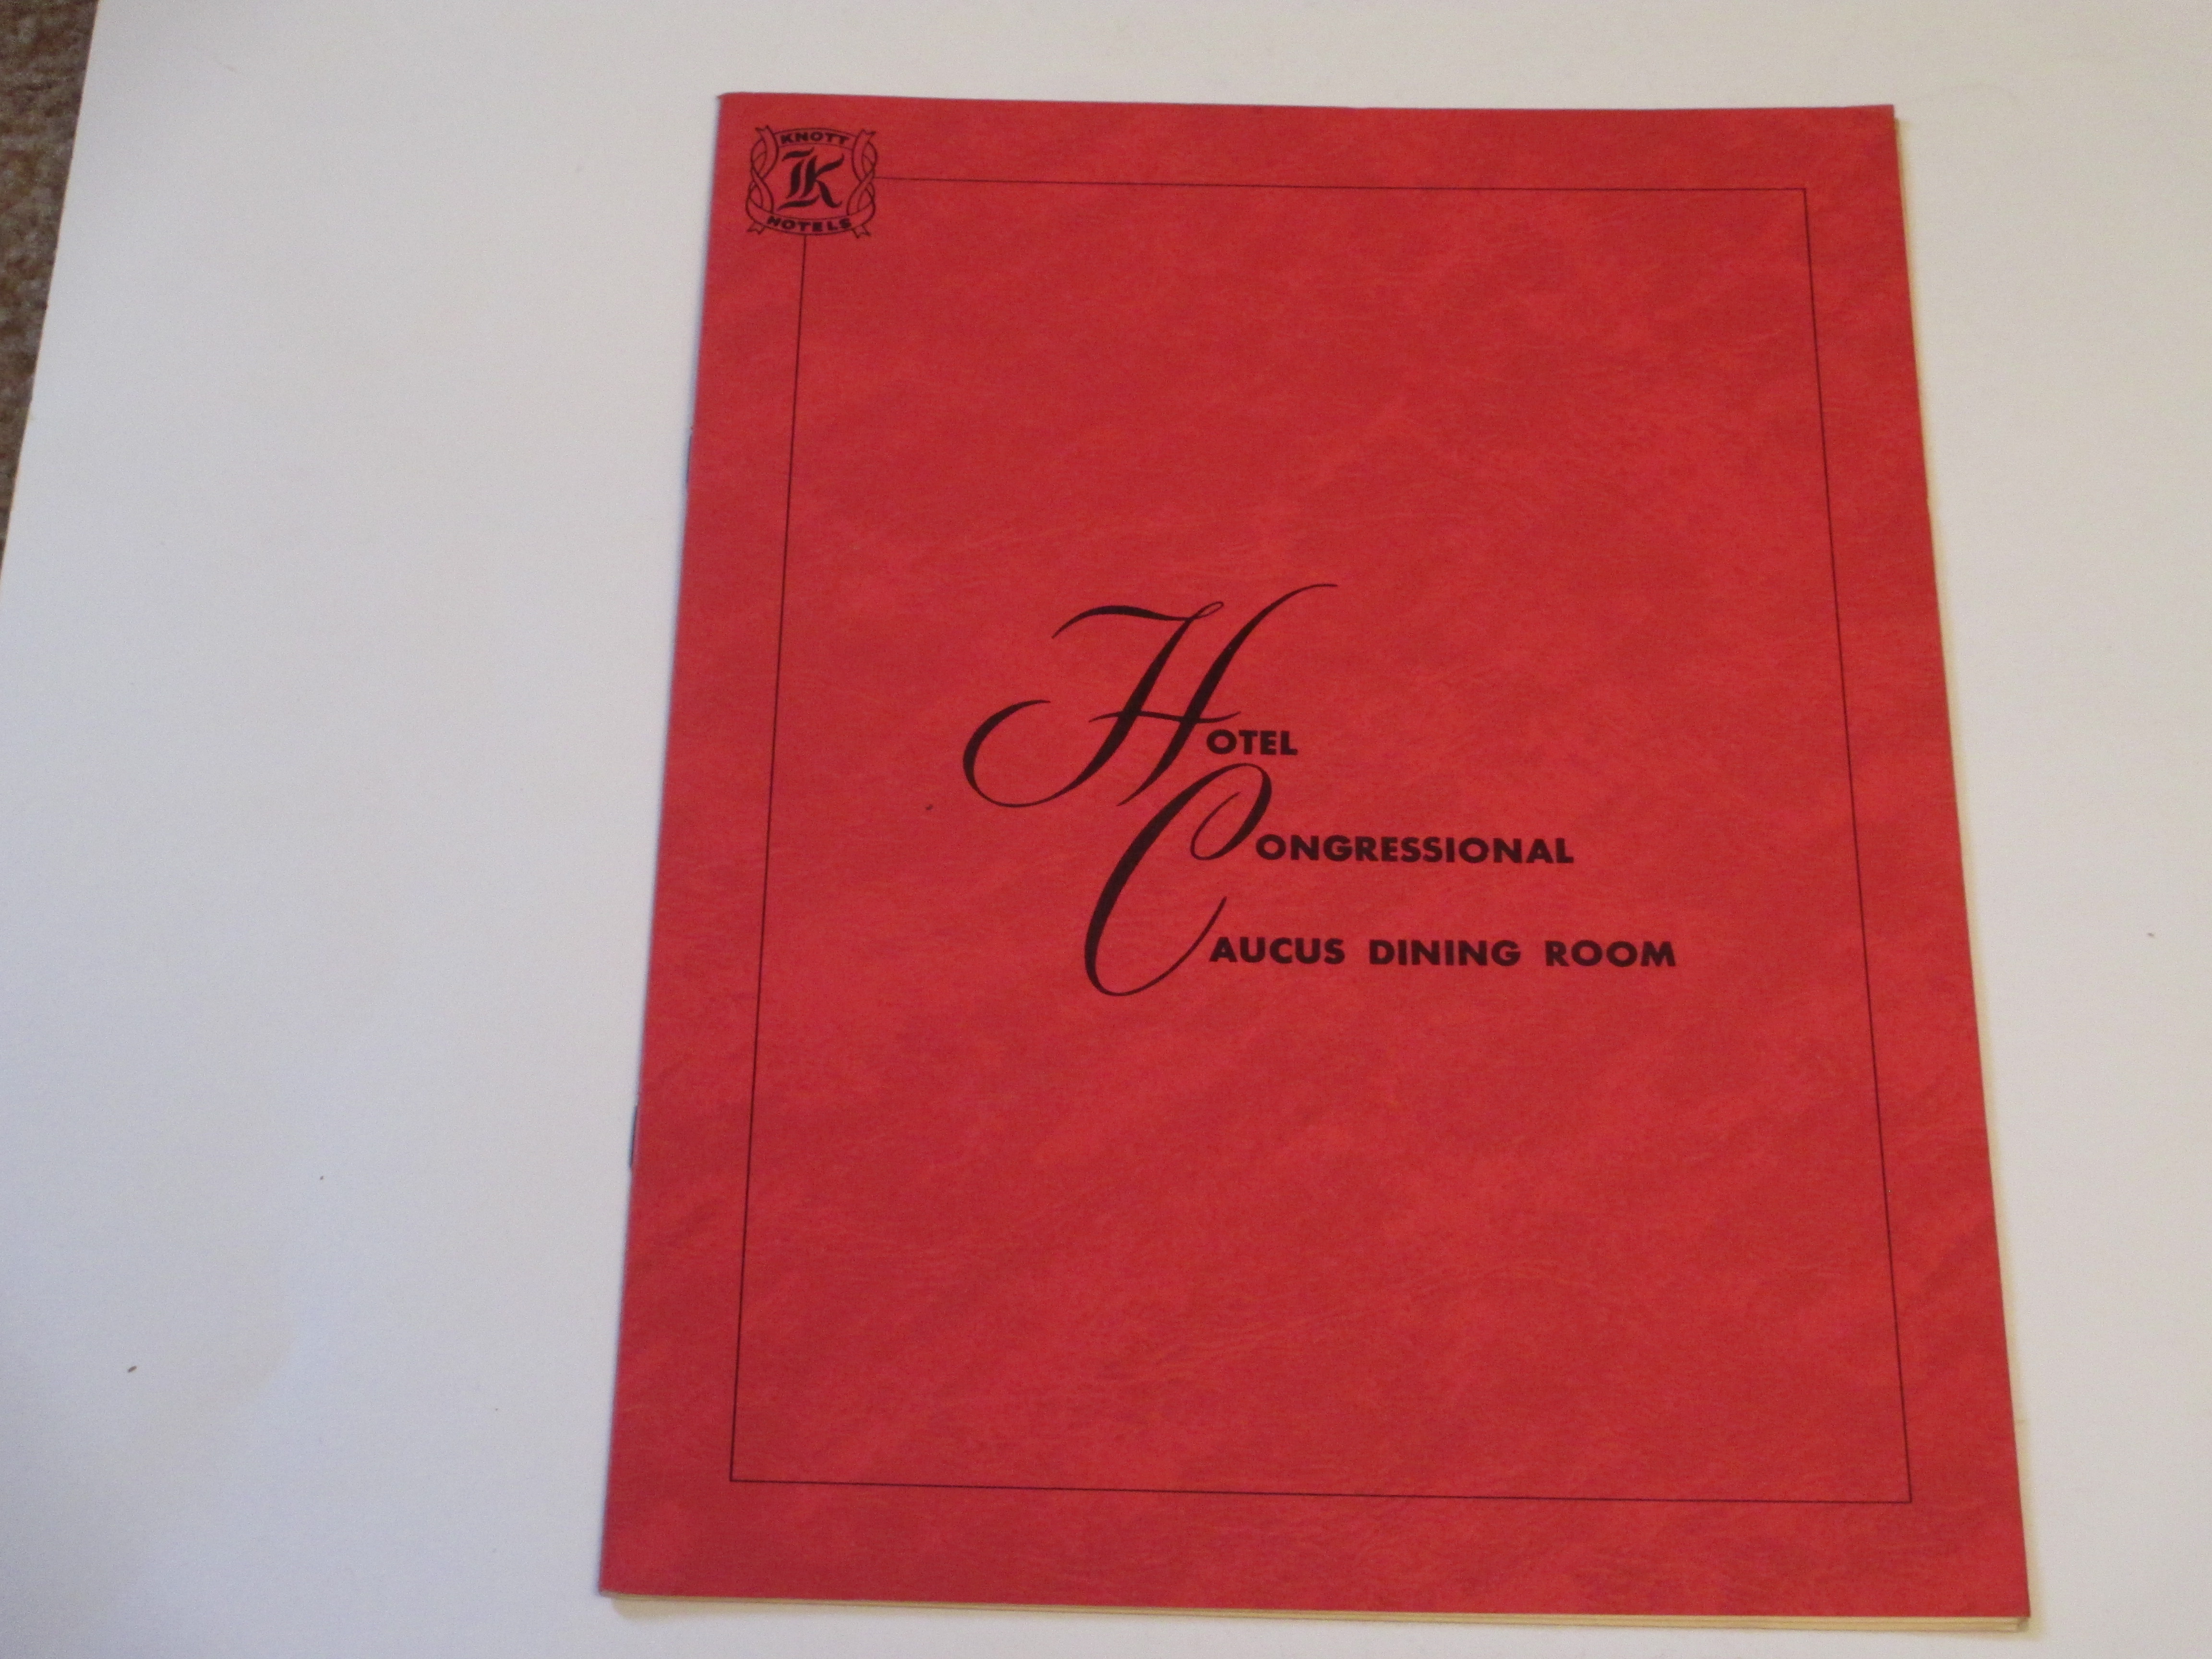 KNOTT
K
HOTELS
HOTEL
CONGRESSIONAL
CAUCUS DINING ROOM